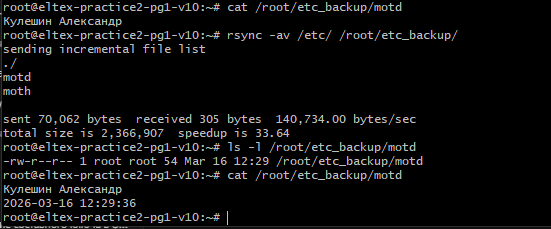 root@eltex-practice2-pg1-v10:~# cat /root/etc_backup/motd
Кулешин Александр
root@eltex-practice2-pg1-v10:~# rsync -av /etc/ /root/etc_backup/
sending incremental file list
./
motd
moth

sent 70,062 bytes  received 305 bytes  140,734.00 bytes/sec
total size is 2,366,907  speedup is 33.64
root@eltex-practice2-pg1-v10:~# ls -l /root/etc_backup/motd
-rw-r--r-- 1 root root 54 Mar 16 12:29 /root/etc_backup/motd
root@eltex-practice2-pg1-v10:~# cat /root/etc_backup/motd
Кулешин Александр
2026-03-16 12:29:36
root@eltex-practice2-pg1-v10:~#